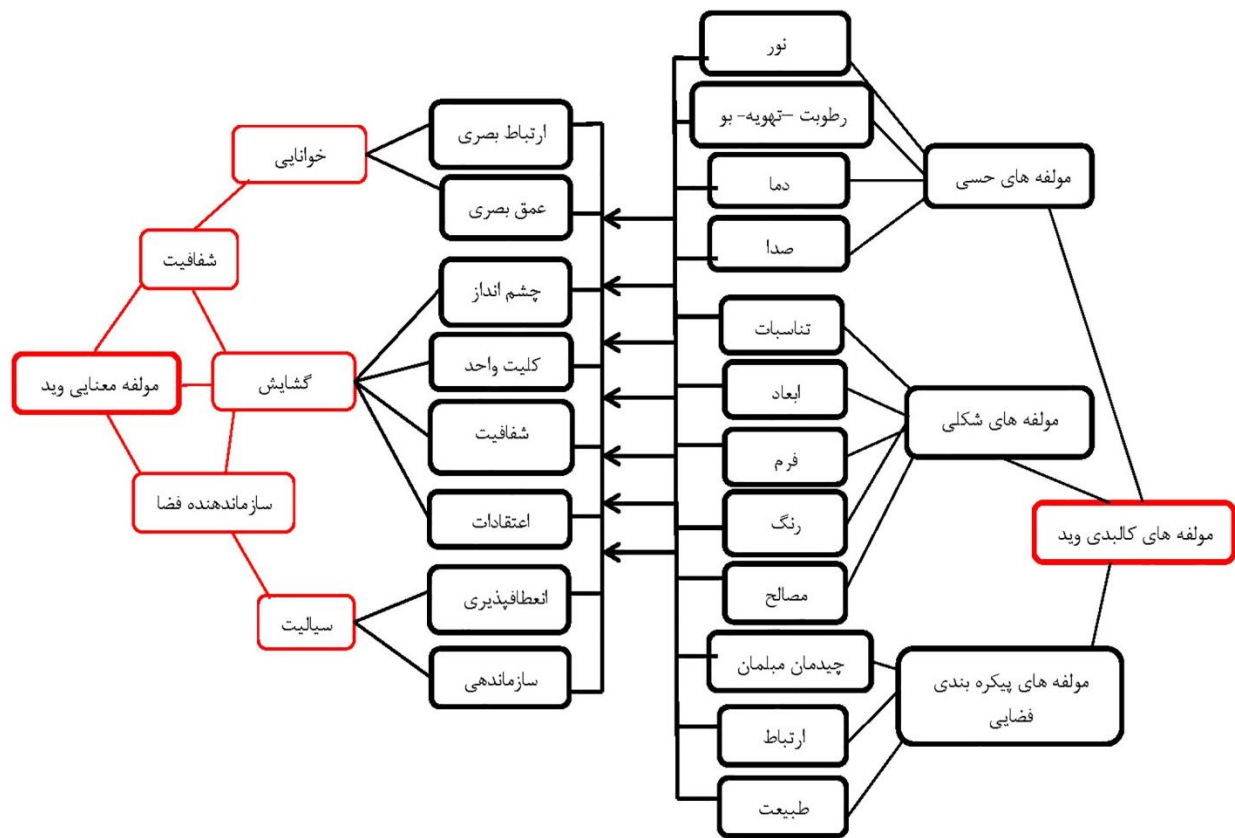 مولفه های کالبدی وید
مولفه های حسی
مولفه های شکلی
مولفه های پیکره بندی
فضایی
نور
رطوبت –تهویه- بو
دما
صدا
تناسبات
ابعاد
فرم
رنگ
مصالح
چیدمان مبلمان
ارتباط
طبیعت
ارتباط بصری
عمق بصری
چشم انداز
کلیت واحد
شفافیت
اعتقادات
انعطافپذیری
سازماندهی
خوانایی
شفافیت
گشایش
سازماندهنده فضا
سیالیت
مولفه معنایی وید